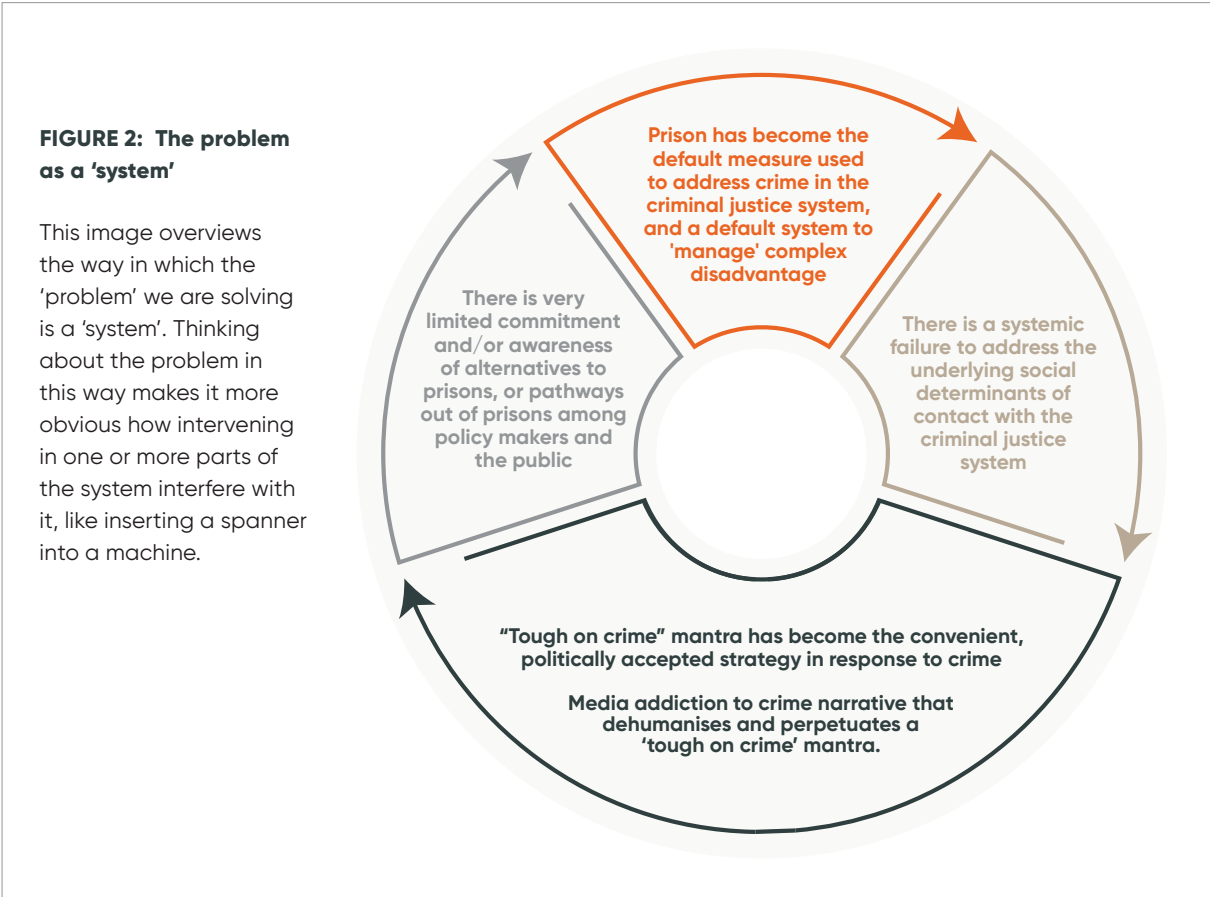 FIGURE 2:  The problem
as a ‘system’
This image overviews
the way in which the
‘problem’ we are solving
is a ‘system’. Thinking
about the problem in
this way makes it more
obvious how intervening
in one or more parts of
the system interfere with
it, like inserting a spanner
into a machine.
Prison has become the
default measure used
to address crime in the
criminal justice system,
and a default system to
'manage' complex
disadvantage
There is a systemic
failure to address the
underlying social
determinants of
contact with the
criminal justice
system
“Tough on crime” mantra has become the convenient,
politically accepted strategy in response to crime
Media addiction to crime narrative that
dehumanises and perpetuates a
‘tough on crime’ mantra.
There is very
limited commitment
and/or awareness
of alternatives to
prisons, or pathways
out of prisons among
policy makers and
the public